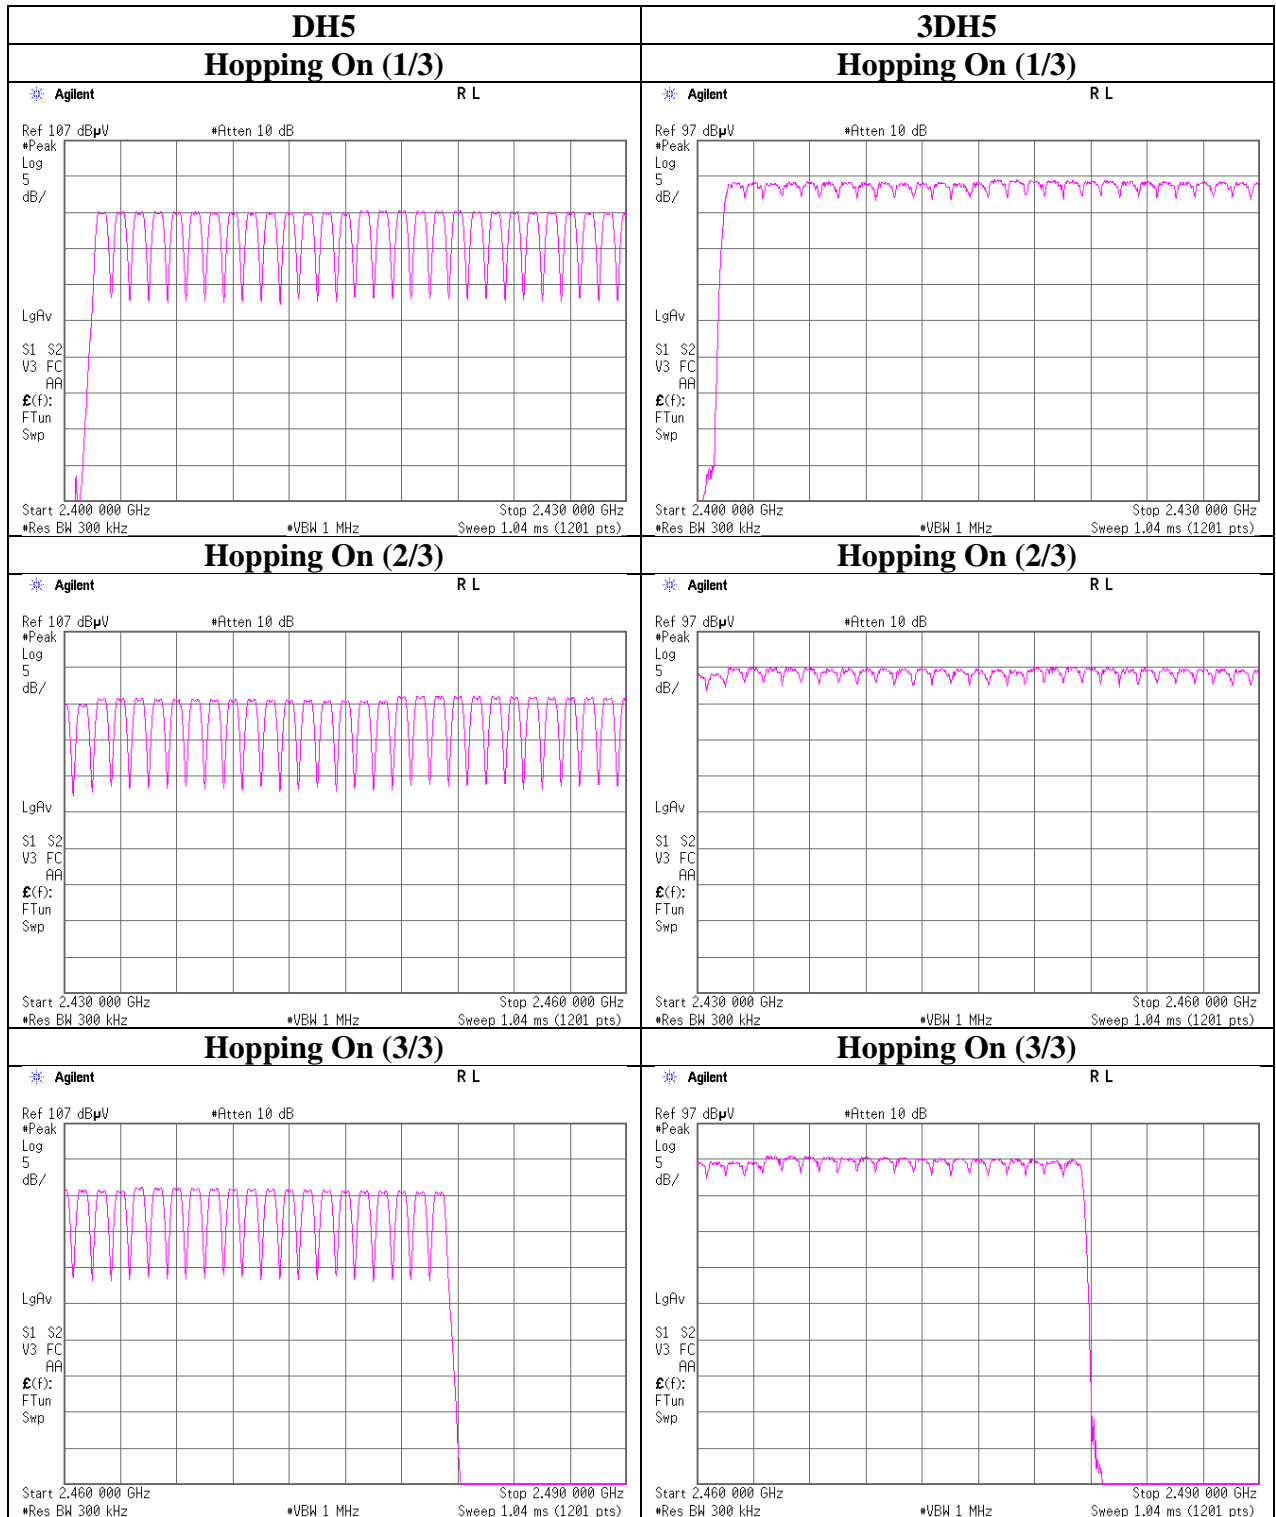 DH5 3DH5
Hopping On (1/3) Hopping On (1/3)
Agilent R L
Ref 107 dBµV #Atten 10 dB
#Peak
Log
5
dB/
LgAv
S1 S2
V3 FC
AA
£(f):
FTun
Swp
Start 2.400 000 GHz Stop 2.430 000 GHz
#Res BW 300 kHz #VBW 1 MHz Sweep 1.04 ms (1201 pts)
Agilent R L
Ref 97 dBµV #Atten 10 dB
#Peak
Log
5
dB/
LgAv
S1 S2
V3 FC
AA
£(f):
FTun
Swp
Start 2.400 000 GHz Stop 2.430 000 GHz
#Res BW 300 kHz #VBW 1 MHz Sweep 1.04 ms (1201 pts)
Hopping On (2/3) Hopping On (2/3)
Agilent R L
Ref 107 dBµV #Atten 10 dB
#Peak
Log
5
dB/
LgAv
S1 S2
V3 FC
AA
£(f):
FTun
Swp
Start 2.430 000 GHz Stop 2.460 000 GHz
#Res BW 300 kHz #VBW 1 MHz Sweep 1.04 ms (1201 pts)
Agilent R L
Ref 97 dBµV #Atten 10 dB
#Peak
Log
5
dB/
LgAv
S1 S2
V3 FC
AA
£(f):
FTun
Swp
Start 2.430 000 GHz Stop 2.460 000 GHz
#Res BW 300 kHz #VBW 1 MHz Sweep 1.04 ms (1201 pts)
Hopping On (3/3) Hopping On (3/3)
Agilent R L
Ref 107 dBµV #Atten 10 dB
#Peak
Log
5
dB/
LgAv
S1 S2
V3 FC
AA
£(f):
FTun
Swp
Start 2.460 000 GHz Stop 2.490 000 GHz
#Res BW 300 kHz #VBW 1 MHz Sweep 1.04 ms (1201 pts)
Agilent R L
Ref 97 dBµV #Atten 10 dB
#Peak
Log
5
dB/
LgAv
S1 S2
V3 FC
AA
£(f):
FTun
Swp
Start 2.460 000 GHz Stop 2.490 000 GHz
#Res BW 300 kHz #VBW 1 MHz Sweep 1.04 ms (1201 pts)